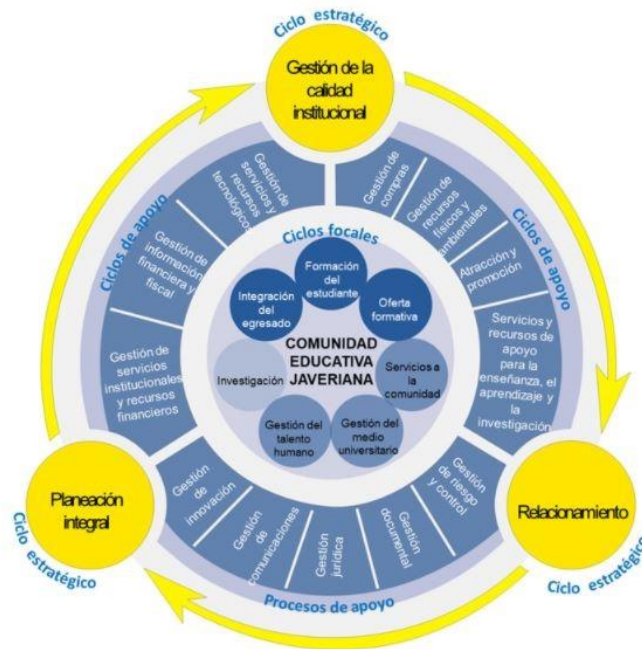 Ciclo estratégico
Gestión de la
calidad
institucional
Gestión de
servicios y
recursos
tecnológicos
Gestión de
compras
Gestión de
recursos
físicos y
ambientales
Ciclos de apoyo
Ciclos de apoyo
Gestión de
información
financiera y
fiscal
Atracción y
promoción
Ciclos focales
Formación
del
estudiante
Integración
del
egresado
Oferta
formativa
COMUNIDAD
EDUCATIVA
JAVERIANA
Investigación
Servicios a
la
comunidad
Gestión del
talento
humano
Gestión del
medio
universitario
Gestión de
servicios
institucionales
y recursos
financieros
Servicios y
recursos de
apoyo
para la
enseñanza, el
aprendizaje y
la
investigación
Planeación
integral
Ciclo estratégico
Gestión
de
innovación
Gestión
de
comunicaciones
Gestión
jurídica
Gestión
documental
Gestión
de riesgo
y control
Relacionamiento
Ciclo estratégico
Procesos de apoyo